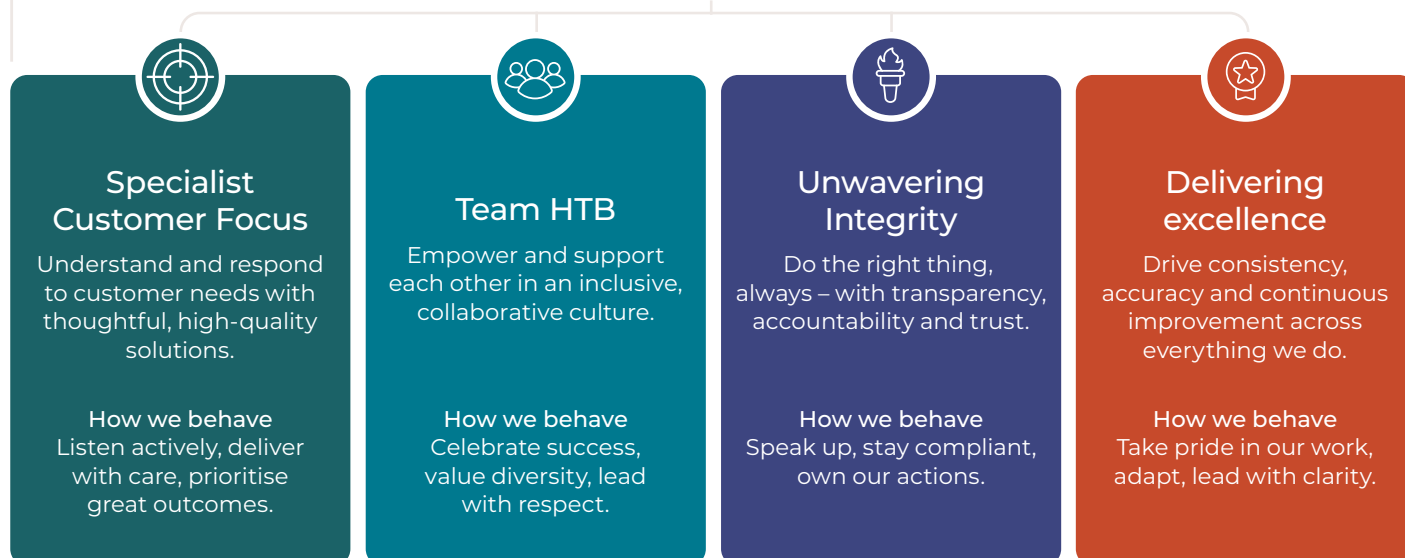 Specialist
Customer Focus
Understand and respond
to customer needs with
thoughtful, high-quality
solutions.
How we behave
Listen actively, deliver
with care, prioritise
great outcomes.
Team HTB
Empower and support
each other in an inclusive,
collaborative culture.
How we behave
Celebrate success,
value diversity, lead
with respect.
Unwavering
Integrity
Do the right thing,
always – with transparency,
accountability and trust.
How we behave
Speak up, stay compliant,
own our actions.
Delivering
excellence
Drive consistency,
accuracy and continuous
improvement across
everything we do.
How we behave
Take pride in our work,
adapt, lead with clarity.